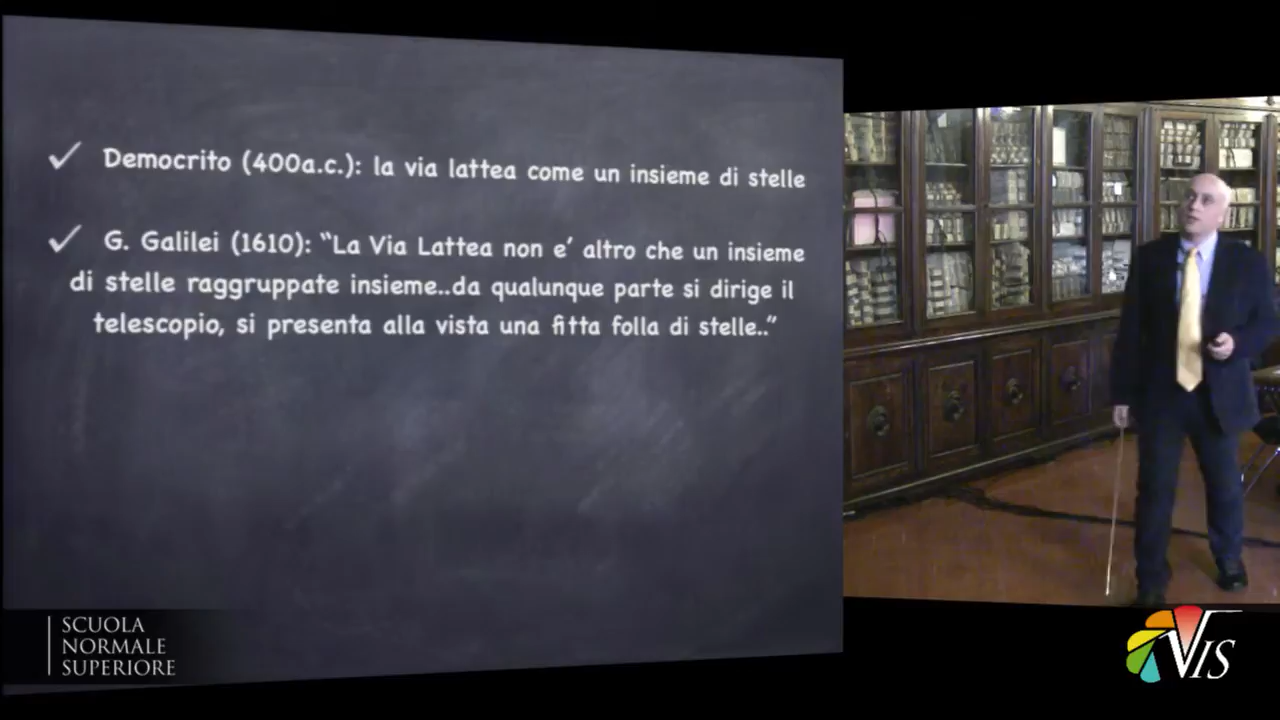 ✓ Democrito (400a.c.): la via lattea come un insieme di stelle
✓ G. Galilei (1610): “La Via Lattea non e’ altro che un insieme
di stelle raggruppate insieme..da qualunque parte si dirige il
telescopio, si presenta alla vista una fitta folla di stelle..”
SCUOLA
NORMALE
SUPERIORE
VIS